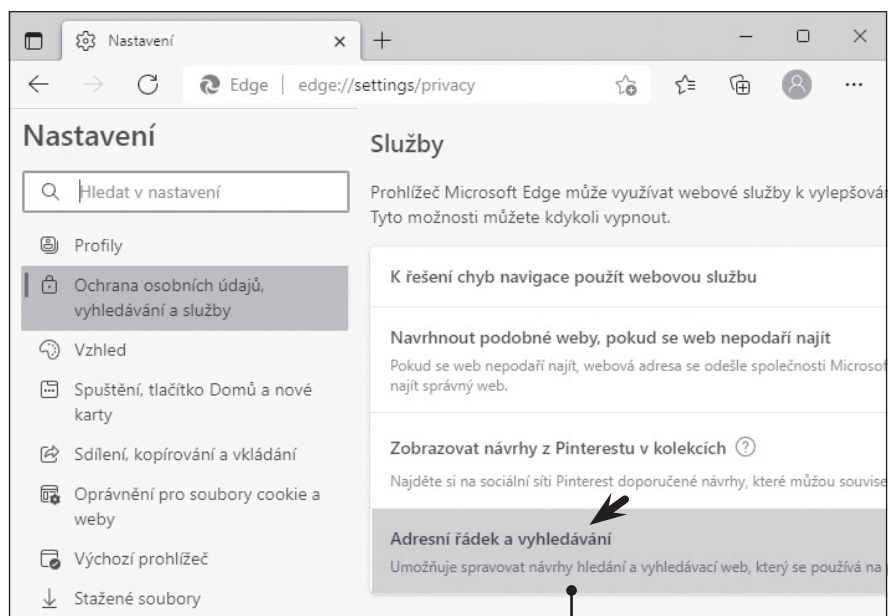 Nastavení
Edge | edge://settings/privacy
Nastavení
Hledat v nastavení
Profily
Ochrana osobních údajů,
vyhledávání a služby
Vzhled
Spuštění, tlačítko Domů a nové
karty
Sdílení, kopírování a vkládání
Oprávnění pro soubory cookie a
weby
Výchozí prohlížeč
Stažené soubory
Služby
Prohlížeč Microsoft Edge může využívat webové služby k vylepšová
Tyto možnosti můžete kdykoli vypnout.
K řešení chyb navigace použít webovou službu
Navrhnout podobné weby, pokud se web nepodaří najít
Pokud se web nepodaří najít, webová adresa se odešle společnosti Microsof
najít správný web.
Zobrazovat návrhy z Pinterestu v kolekcích
Najděte si na sociální síti Pinterest doporučené návrhy, které můžou souvise
Adresní řádek a vyhledávání
Umožňuje spravovat návrhy hledání a vyhledávací web, který se používá na